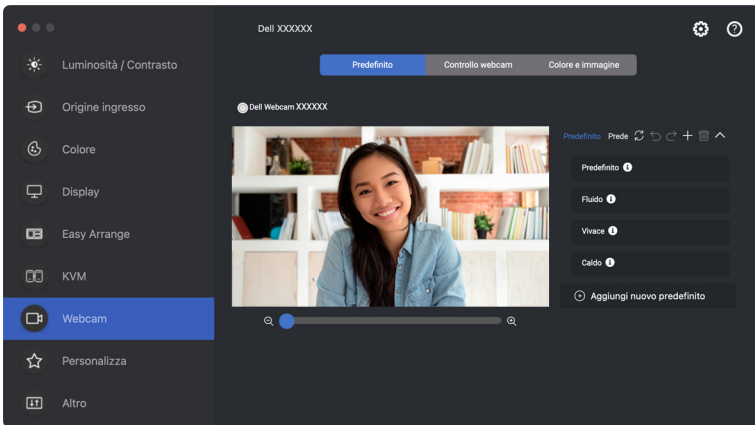 Dell XXXXXX
Luminosità / Contrasto
Origine ingresso
Colore
Display
Easy Arrange
KVM
Webcam
Personalizza
Altro
Predefinito Controllo webcam Colore e immagine
Dell Webcam XXXXXX
Predefinito Prede
Predefinito
Fluido
Vivace
Caldo
Aggiungi nuovo predefinito